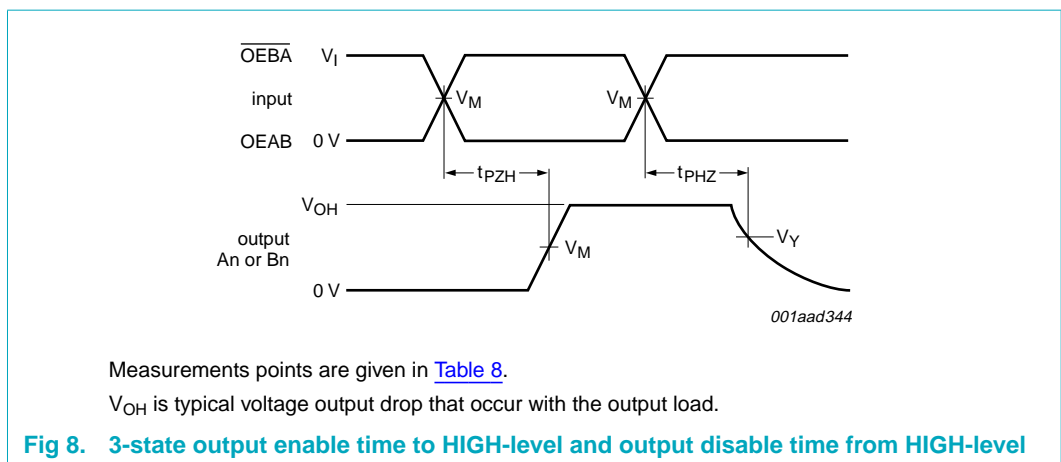 OEBA V_I
input V_M V_M
OEAB 0 V
t_PZH t_PHZ
V_OH
output
An or Bn
V_M V_Y
0 V
001aad344
Measurements points are given in Table 8.
V_OH is typical voltage output drop that occur with the output load.
Fig 8. 3-state output enable time to HIGH-level and output disable time from HIGH-level